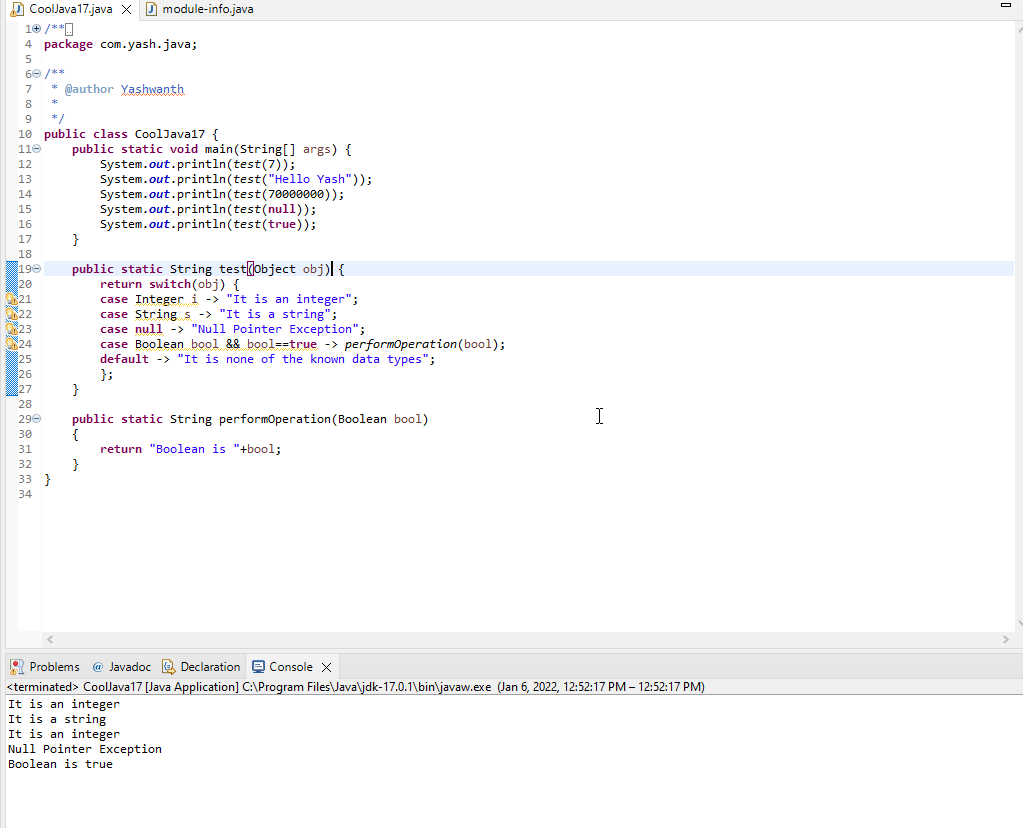 CoolJava17.java module-info.java
1 /**
4 package com.yash.java;
5
6 /**
7  * @author Yashwanth
8  *
9  */
10 public class CoolJava17 {
11     public static void main(String[] args) {
12         System.out.println(test(7));
13         System.out.println(test("Hello Yash"));
14         System.out.println(test(70000000));
15         System.out.println(test(null));
16         System.out.println(test(true));
17     }
18
19     public static String test(Object obj) {
20         return switch(obj) {
21         case Integer i -> "It is an integer";
22         case String s -> "It is a string";
23         case null -> "Null Pointer Exception";
24         case Boolean bool && bool==true -> performOperation(bool);
25         default -> "It is none of the known data types";
26         };
27     }
28
29     public static String performOperation(Boolean bool)
30     {
31         return "Boolean is "+bool;
32     }
33 }
34
Problems @ Javadoc Declaration Console
<terminated> CoolJava17 [Java Application] C:\Program Files\Java\jdk-17.0.1\bin\javaw.exe (Jan 6, 2022, 12:52:17 PM – 12:52:17 PM)
It is an integer
It is a string
It is an integer
Null Pointer Exception
Boolean is true